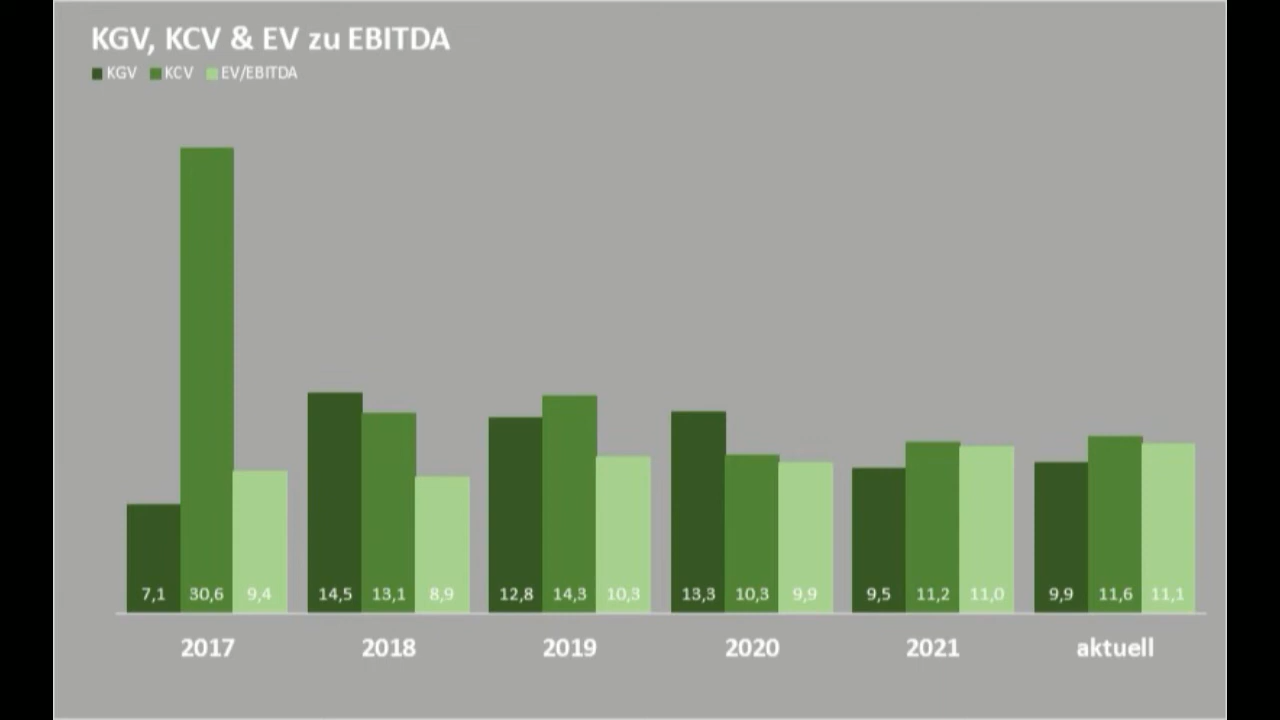 KGV, KCV & EV zu EBITDA
KGV KCV EV/EBITDA
7,1 30,6 9,4 14,5 13,1 8,9 12,8 14,3 10,3 13,3 10,3 9,9 9,5 11,2 11,0 9,9 11,6 11,1
2017 2018 2019 2020 2021 aktuell